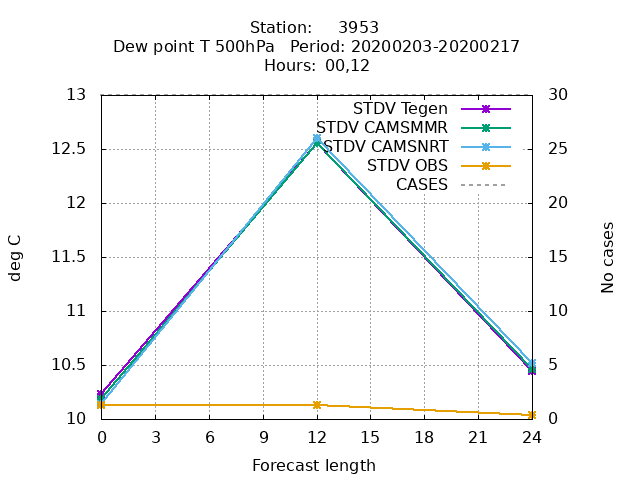 Station:     3953
Dew point T 500hPa   Period: 20200203-20200217
Hours: 00,12
13
30
STDV Tegen
STDV CAMSMMR
STDV CAMSNRT
STDV OBS
CASES
12.5
25
12
20
11.5
15
11
10
10.5
5
10
0
deg C
No cases
0
3
6
9
12
15
18
21
24
Forecast length